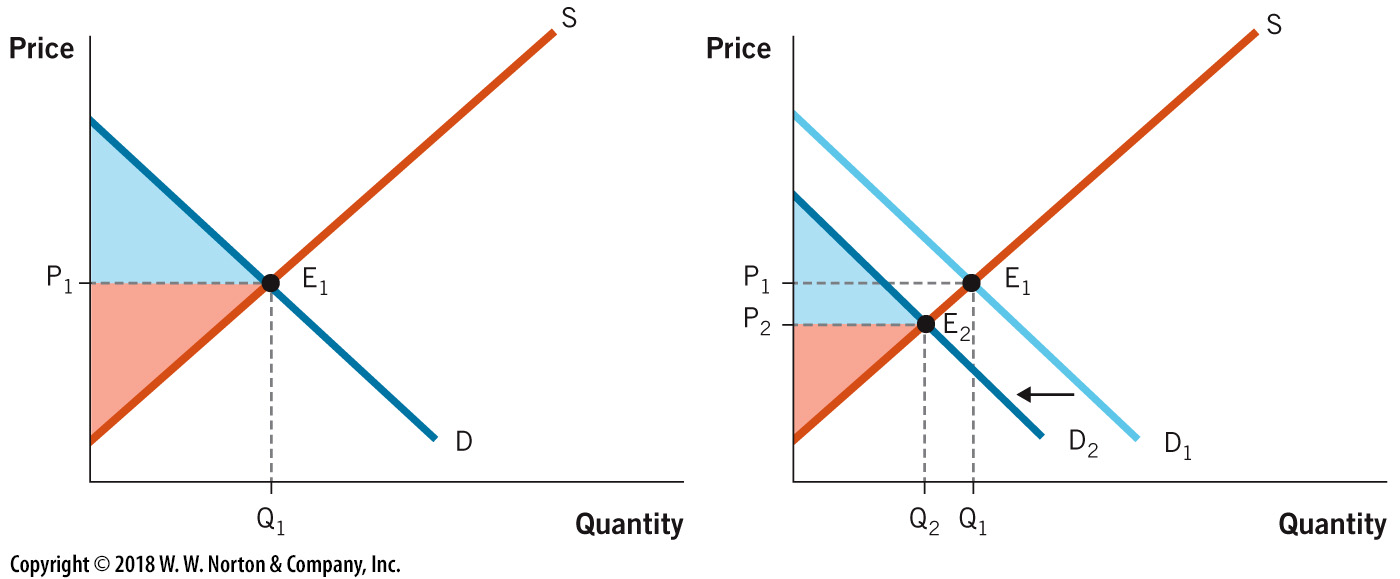 Price
S
P₁
E₁
D
Q₁
Quantity
Price
S
P₁
E₁
P₂
E₂
D₂
D₁
Q₂
Q₁
Quantity
Copyright © 2018 W. W. Norton & Company, Inc.